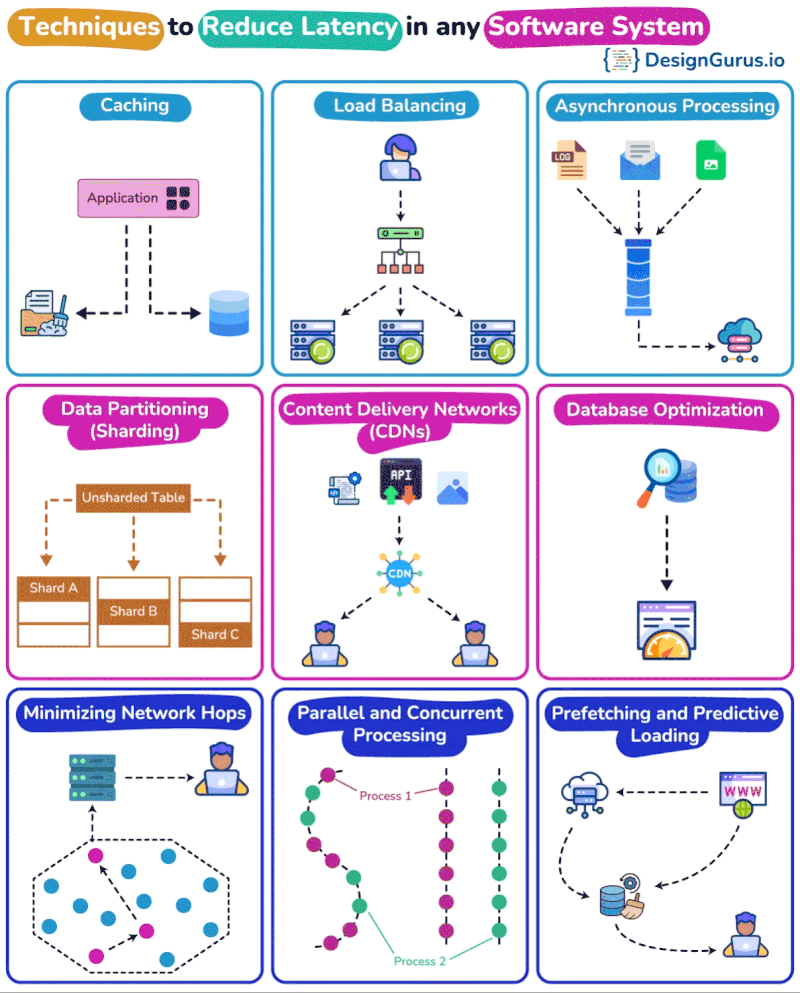 Techniques to Reduce Latency in any Software System
DesignGurus.io
Caching
Application
Load Balancing
Asynchronous Processing
LOG
Data Partitioning
(Sharding)
Unsharded Table
Shard A
Shard B
Shard C
Content Delivery Networks
(CDNs)
API
CDN
Database Optimization
Minimizing Network Hops
Parallel and Concurrent
Processing
Process 1
Process 2
Prefetching and Predictive
Loading
WWW